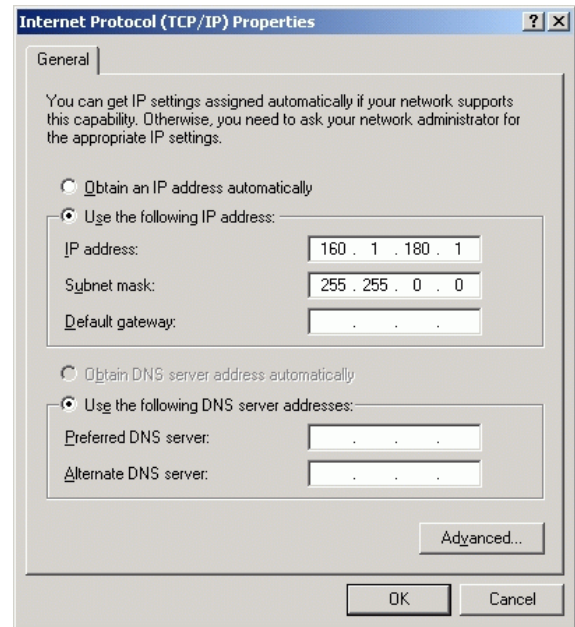 Internet Protocol (TCP/IP) Properties
General
You can get IP settings assigned automatically if your network supports
this capability. Otherwise, you need to ask your network administrator for
the appropriate IP settings.
Obtain an IP address automatically
Use the following IP address:
IP address: 160 . 1 . 180 . 1
Subnet mask: 255 . 255 . 0 . 0
Default gateway: . . .
Obtain DNS server address automatically
Use the following DNS server addresses:
Preferred DNS server: . . .
Alternate DNS server: . . .
Advanced...
OK Cancel